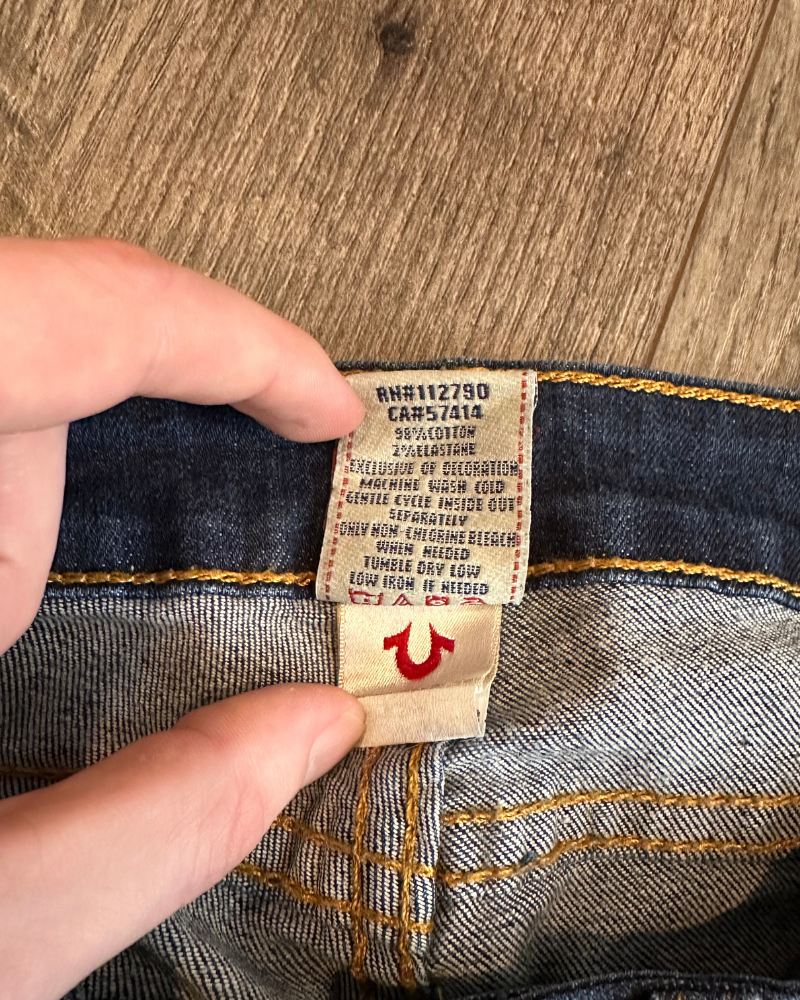 RN#112790
CA#57414
98%COTTON
2%ELASTANE
EXCLUSIVE OF DECORATION
MACHINE WASH COLD
GENTLE CYCLE INSIDE OUT
SEPARATELY
ONLY NON-CHLORINE BLEACH
WHEN NEEDED
TUMBLE DRY LOW
LOW IRON IF NEEDED